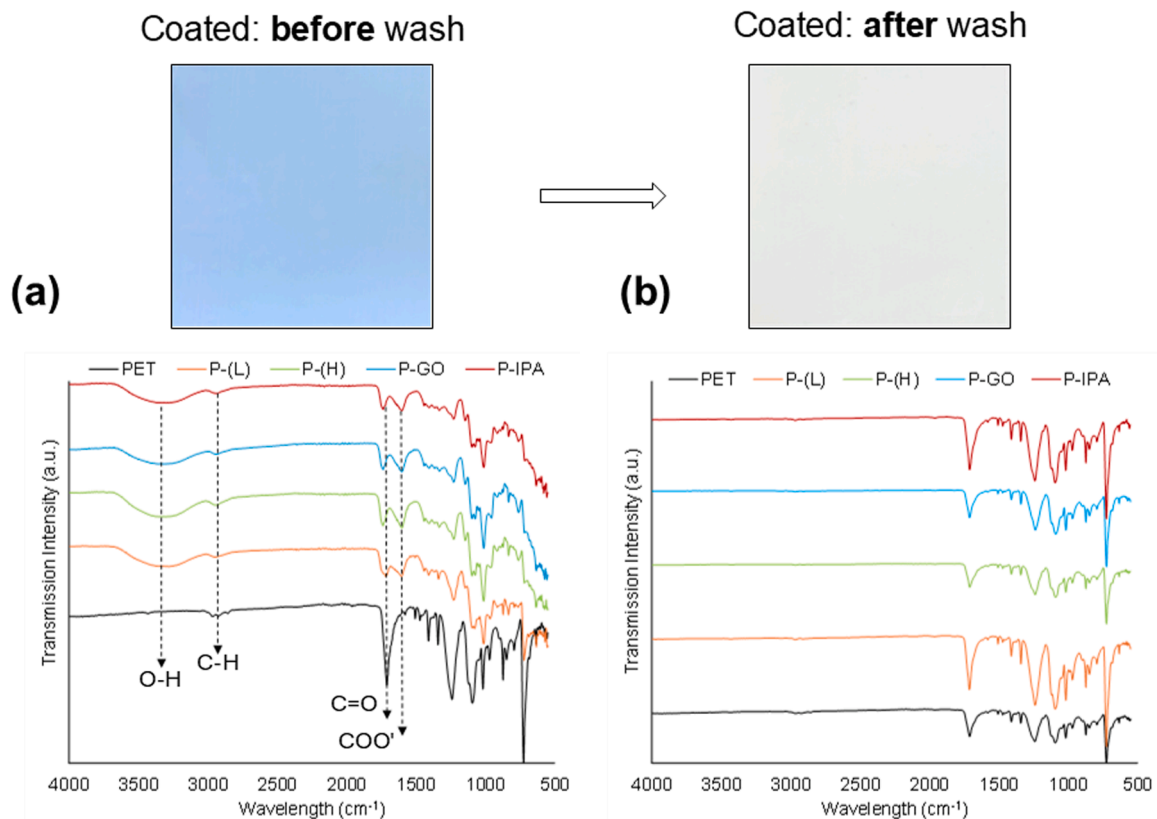 Coated: before wash
Coated: after wash
(a)
(b)
PET P-(L) P-(H) P-GO P-IPA
Transmission Intensity (a.u.)
O-H
C-H
C=O
COO'
4000 3500 3000 2500 2000 1500 1000 500
Wavelength (cm-1)
PET P-(L) P-(H) P-GO P-IPA
Transmission Intensity (a.u.)
4000 3500 3000 2500 2000 1500 1000 500
Wavelength (cm-1)